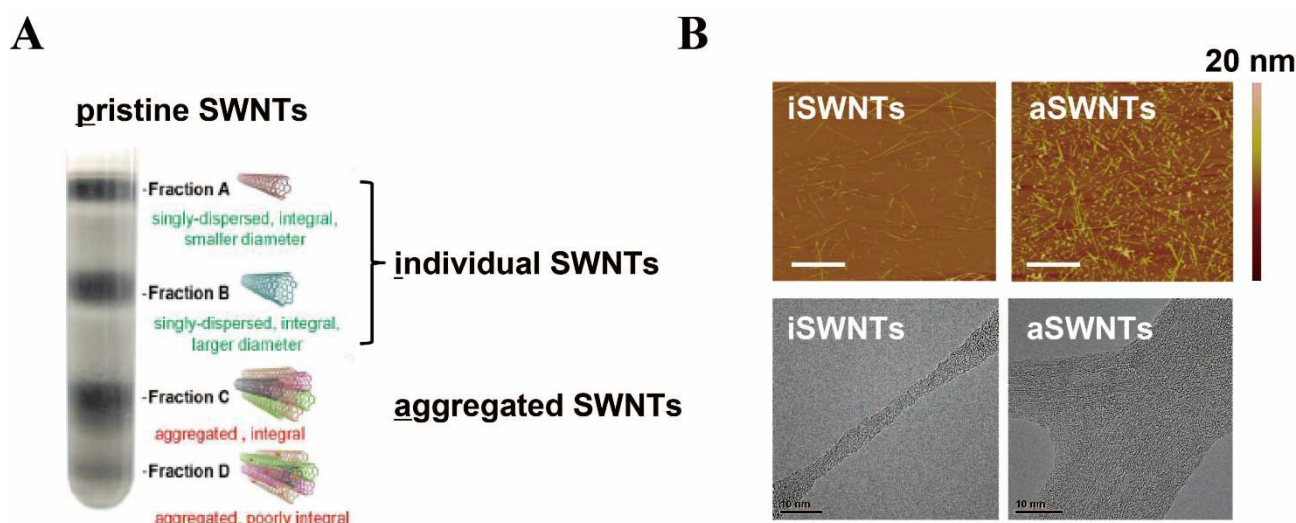 A
pristine SWNTs
-Fraction A
singly-dispersed, integral,
smaller diameter
-Fraction B
singly-dispersed, integral,
larger diameter
individual SWNTs
-Fraction C
aggregated , integral
aggregated SWNTs
-Fraction D
aggregated, poorly integral
B
20 nm
iSWNTs
aSWNTs
iSWNTs
aSWNTs
10 nm
10 nm